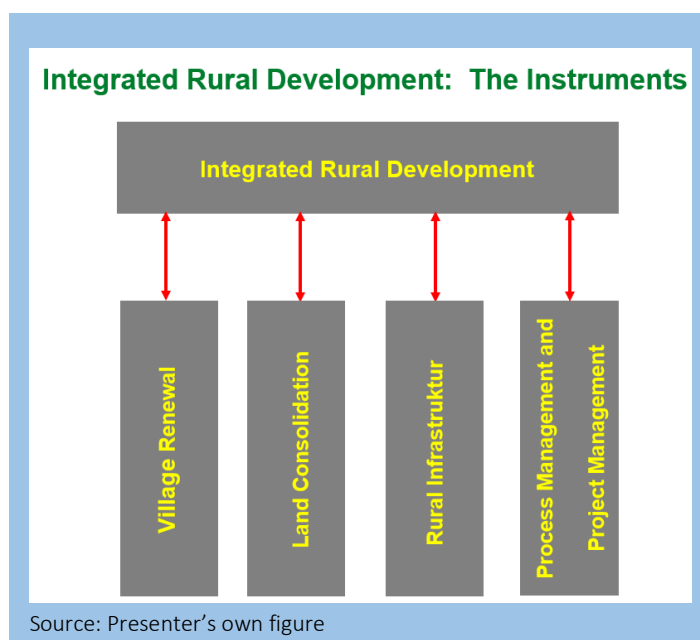 Integrated Rural Development:  The Instruments
Integrated Rural Development
Village Renewal
Land Consolidation
Rural Infrastruktur
Process Management and
Project Management
Source: Presenter’s own figure